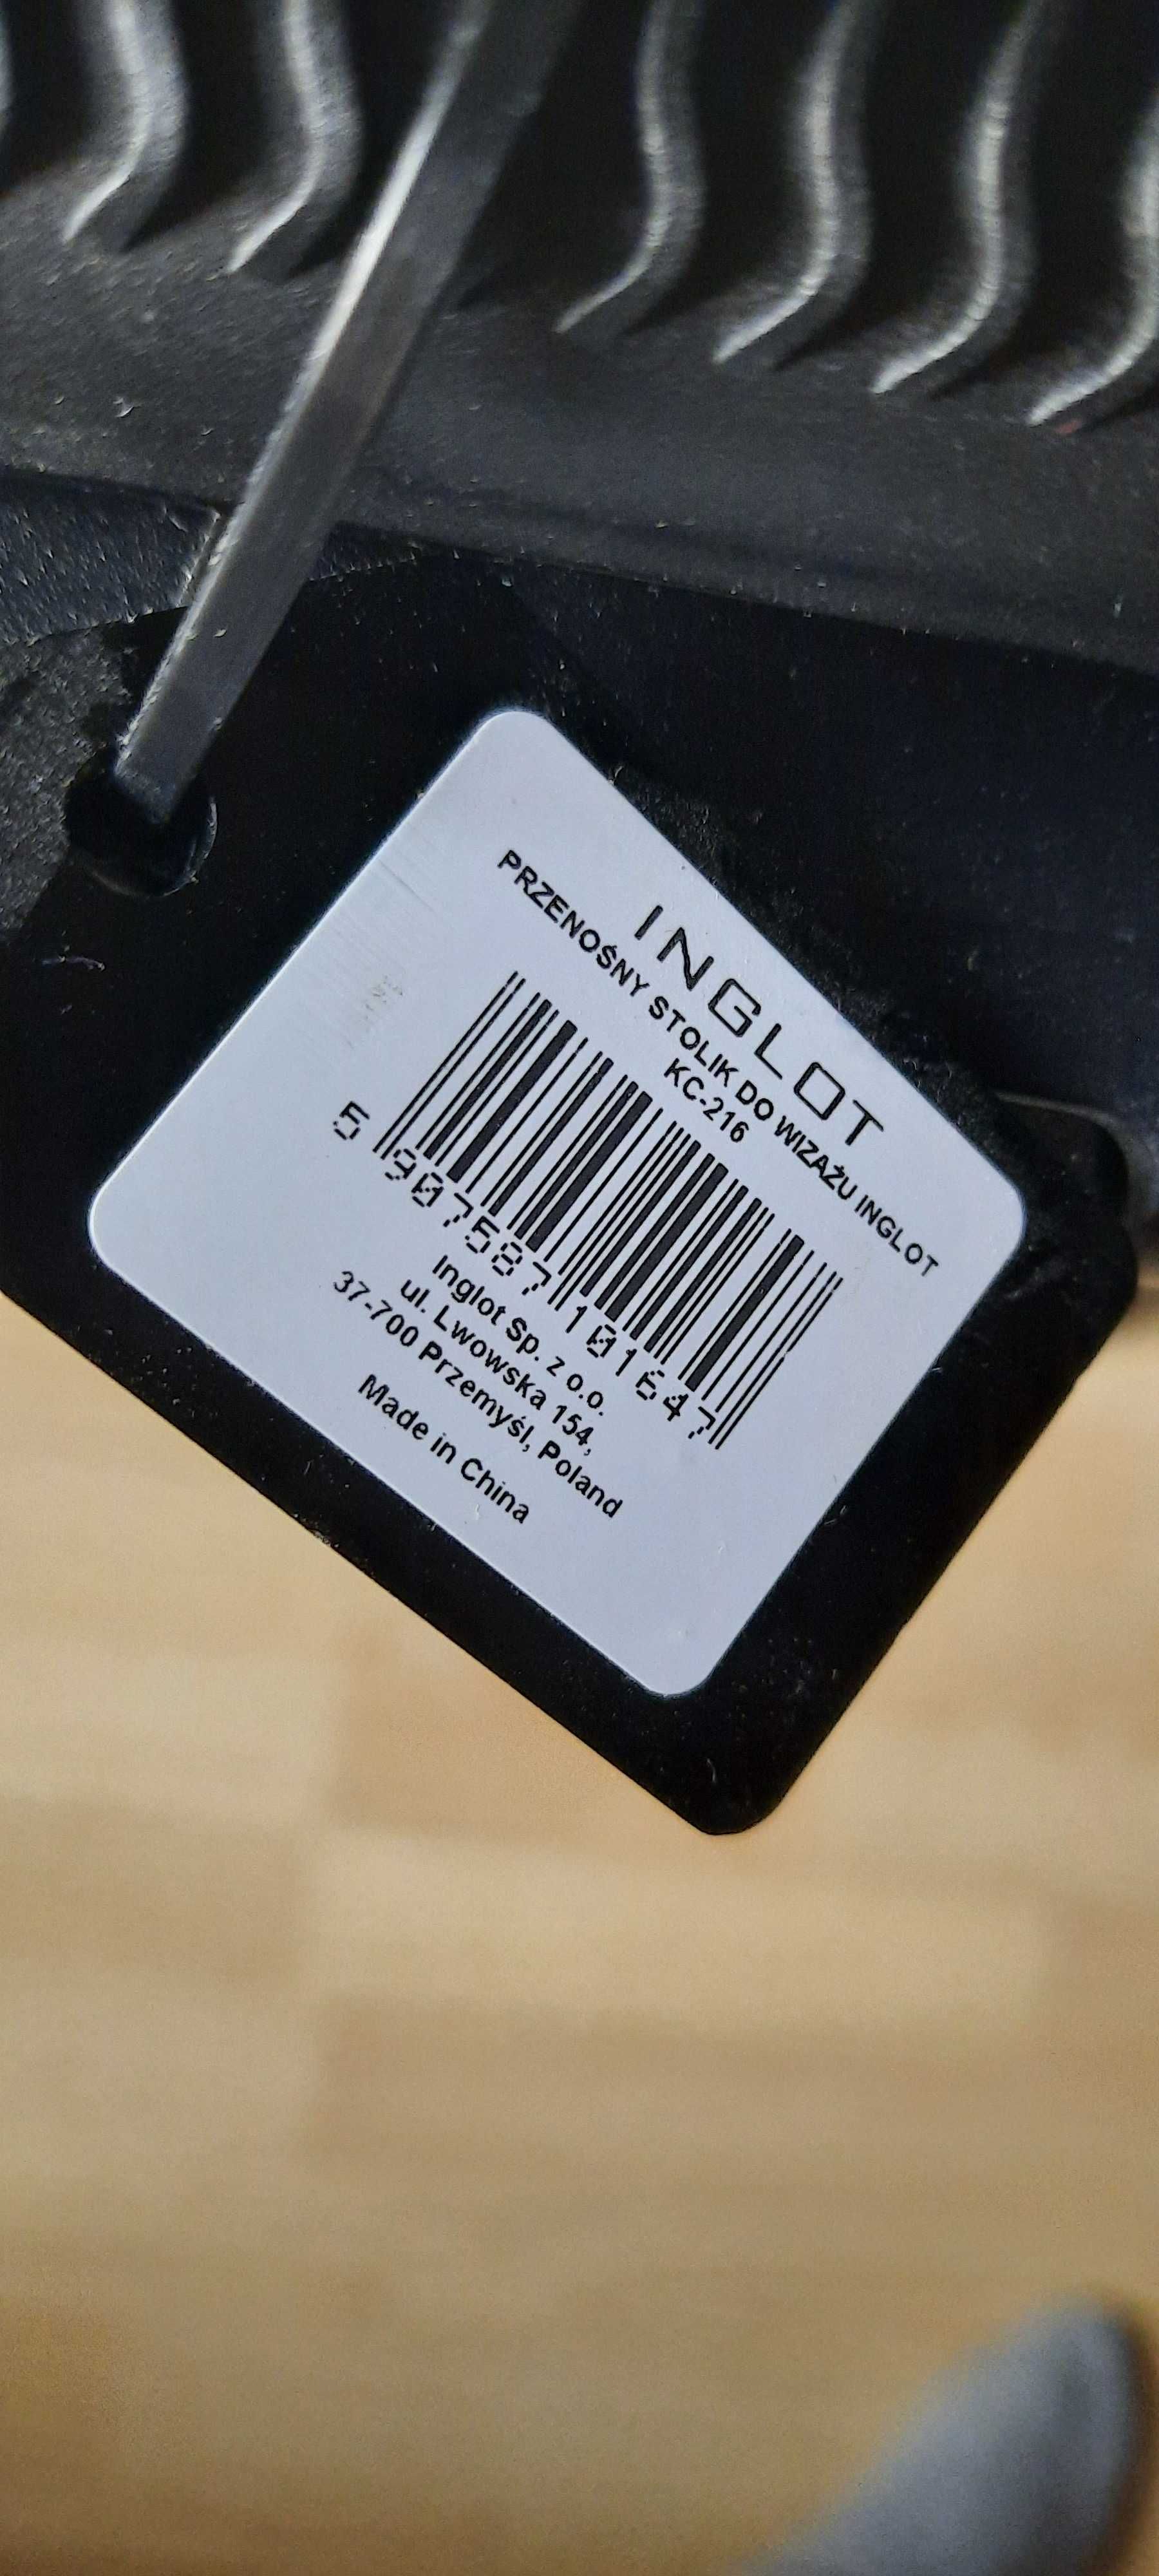 INGLOT
PRZENOŚNY STOLIK DO WIZAŻU INGLOT
KC-216
5 907587 101647
Inglot Sp. z o.o.
ul. Lwowska 154,
37-700 Przemyśl, Poland
Made in China